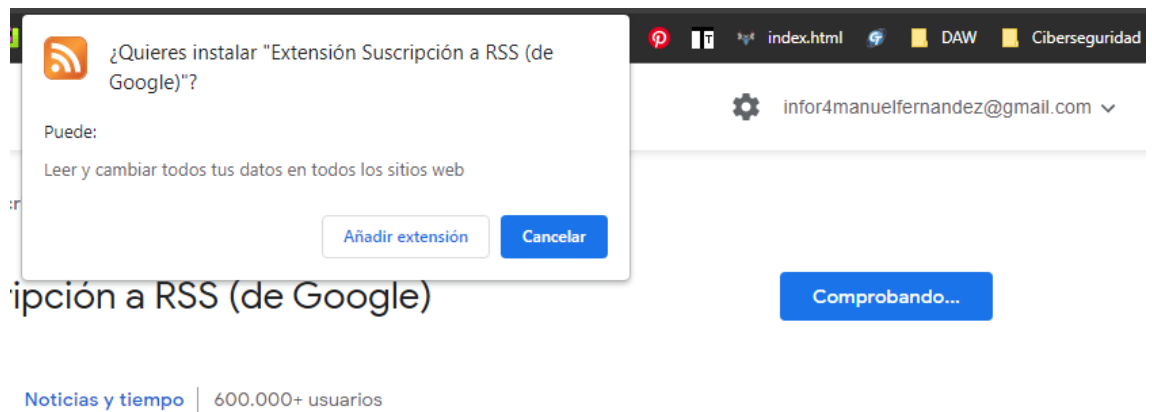 ¿Quieres instalar "Extensión Suscripción a RSS (de
Google)"?
Puede:
Leer y cambiar todos tus datos en todos los sitios web
Añadir extensión
Cancelar
T
index.html
DAW
Ciberseguridad
infor4manuelfernandez@gmail.com
ripción a RSS (de Google)
Comprobando...
Noticias y tiempo
600.000+ usuarios